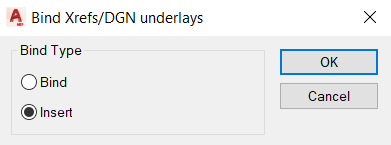 Bind Xrefs/DGN underlays
Bind Type
Bind
Insert
OK
Cancel